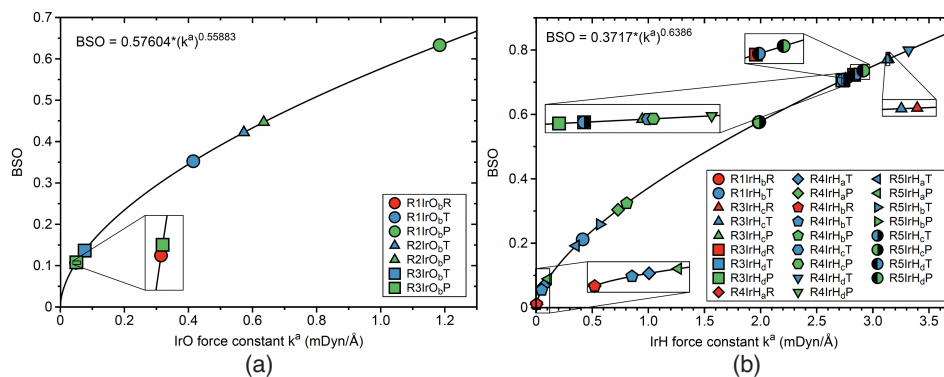 BSO = 0.57604*(kᵃ)^0.55883
BSO
0.7
0.6
0.5
0.4
0.3
0.2
0.1
0
0
0.2
0.4
0.6
0.8
1.0
1.2
IrO force constant kᵃ (mDyn/Å)
R1IrO_bR
R1IrO_bT
R1IrO_bP
R2IrO_bT
R2IrO_bP
R3IrO_bT
R3IrO_bP
(a)
BSO = 0.3717*(kᵃ)^0.6386
BSO
0.8
0.6
0.4
0.2
0
0
0.5
1.0
1.5
2.0
2.5
3.0
3.5
IrH force constant kᵃ (mDyn/Å)
R1IrH_bR
R1IrH_bT
R3IrH_cR
R3IrH_cT
R3IrH_cP
R3IrH_dR
R3IrH_dT
R3IrH_dP
R4IrH_aR
R4IrH_aT
R4IrH_aP
R4IrH_bR
R4IrH_bT
R4IrH_bP
R4IrH_cT
R4IrH_cP
R4IrH_dT
R4IrH_dP
R5IrH_aT
R5IrH_aP
R5IrH_bT
R5IrH_bP
R5IrH_cT
R5IrH_cP
R5IrH_dT
R5IrH_dP
(b)